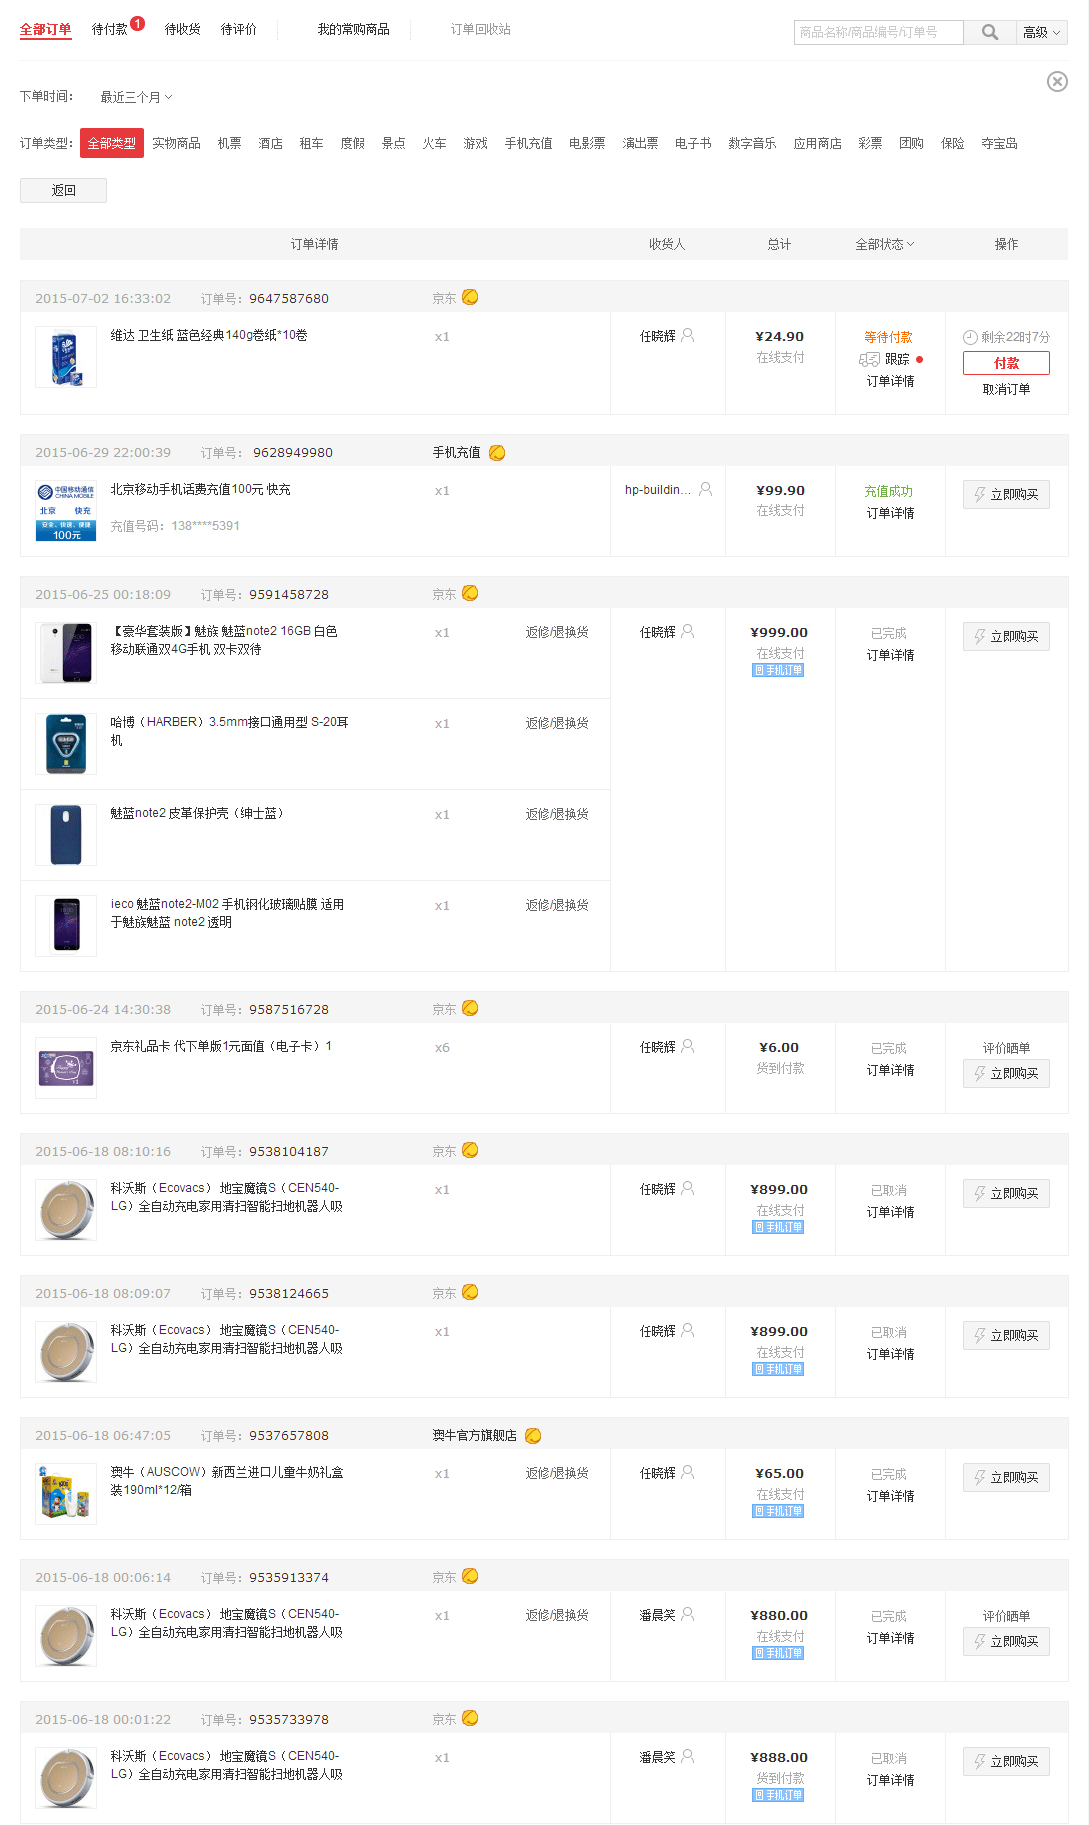 全部订单 待付款 1 待收货 待评价 我的常购商品 订单回收站 商品名称/商品编号/订单号 高级
下单时间： 最近三个月
订单类型： 全部类型 实物商品 机票 酒店 租车 度假 景点 火车 游戏 手机充值 电影票 演出票 电子书 数字音乐 应用商店 彩票 团购 保险 夺宝岛
返回
订单详情 收货人 总计 全部状态 操作
2015-07-02 16:33:02 订单号： 9647587680 京东
维达 卫生纸 蓝色经典140g卷纸*10卷 x1 任晓辉 ¥24.90 等待付款 剩余22时7分
在线支付 跟踪 付款
订单详情 取消订单
2015-06-29 22:00:39 订单号： 9628949980 手机充值
中国移动通信
CHINA MOBILE
北京 快充
安全、快速、便捷
100元
北京移动手机话费充值100元 快充 x1 hp-buildin... ¥99.90 充值成功 立即购买
充值号码：138****5391 在线支付 订单详情
2015-06-25 00:18:09 订单号： 9591458728 京东
【豪华套装版】魅族 魅蓝note2 16GB 白色 x1 返修/退换货 任晓辉 ¥999.00 已完成 立即购买
移动联通双4G手机 双卡双待 在线支付 订单详情
手机订单
哈博（HARBER）3.5mm接口通用型 S-20耳 x1 返修/退换货
机
魅蓝note2 皮革保护壳（绅士蓝） x1 返修/退换货
ieco 魅蓝note2-M02 手机钢化玻璃贴膜 适用 x1 返修/退换货
于魅族魅蓝 note2 透明
2015-06-24 14:30:38 订单号： 9587516728 京东
京东礼品卡 代下单版1元面值（电子卡）1 x6 任晓辉 ¥6.00 已完成 评价晒单
货到付款 订单详情 立即购买
2015-06-18 08:10:16 订单号： 9538104187 京东
科沃斯（Ecovacs） 地宝魔镜S（CEN540- x1 任晓辉 ¥899.00 已取消 立即购买
LG）全自动充电家用清扫智能扫地机器人吸 在线支付 订单详情
手机订单
2015-06-18 08:09:07 订单号： 9538124665 京东
科沃斯（Ecovacs） 地宝魔镜S（CEN540- x1 任晓辉 ¥899.00 已取消 立即购买
LG）全自动充电家用清扫智能扫地机器人吸 在线支付 订单详情
手机订单
2015-06-18 06:47:05 订单号： 9537657808 澳牛官方旗舰店
澳牛（AUSCOW）新西兰进口儿童牛奶礼盒 x1 返修/退换货 任晓辉 ¥65.00 已完成 立即购买
装190ml*12/箱 在线支付 订单详情
手机订单
2015-06-18 00:06:14 订单号： 9535913374 京东
科沃斯（Ecovacs） 地宝魔镜S（CEN540- x1 返修/退换货 潘晨笑 ¥880.00 已完成 评价晒单
LG）全自动充电家用清扫智能扫地机器人吸 在线支付 订单详情 立即购买
手机订单
2015-06-18 00:01:22 订单号： 9535733978 京东
科沃斯（Ecovacs） 地宝魔镜S（CEN540- x1 潘晨笑 ¥888.00 已取消 立即购买
LG）全自动充电家用清扫智能扫地机器人吸 货到付款 订单详情
手机订单